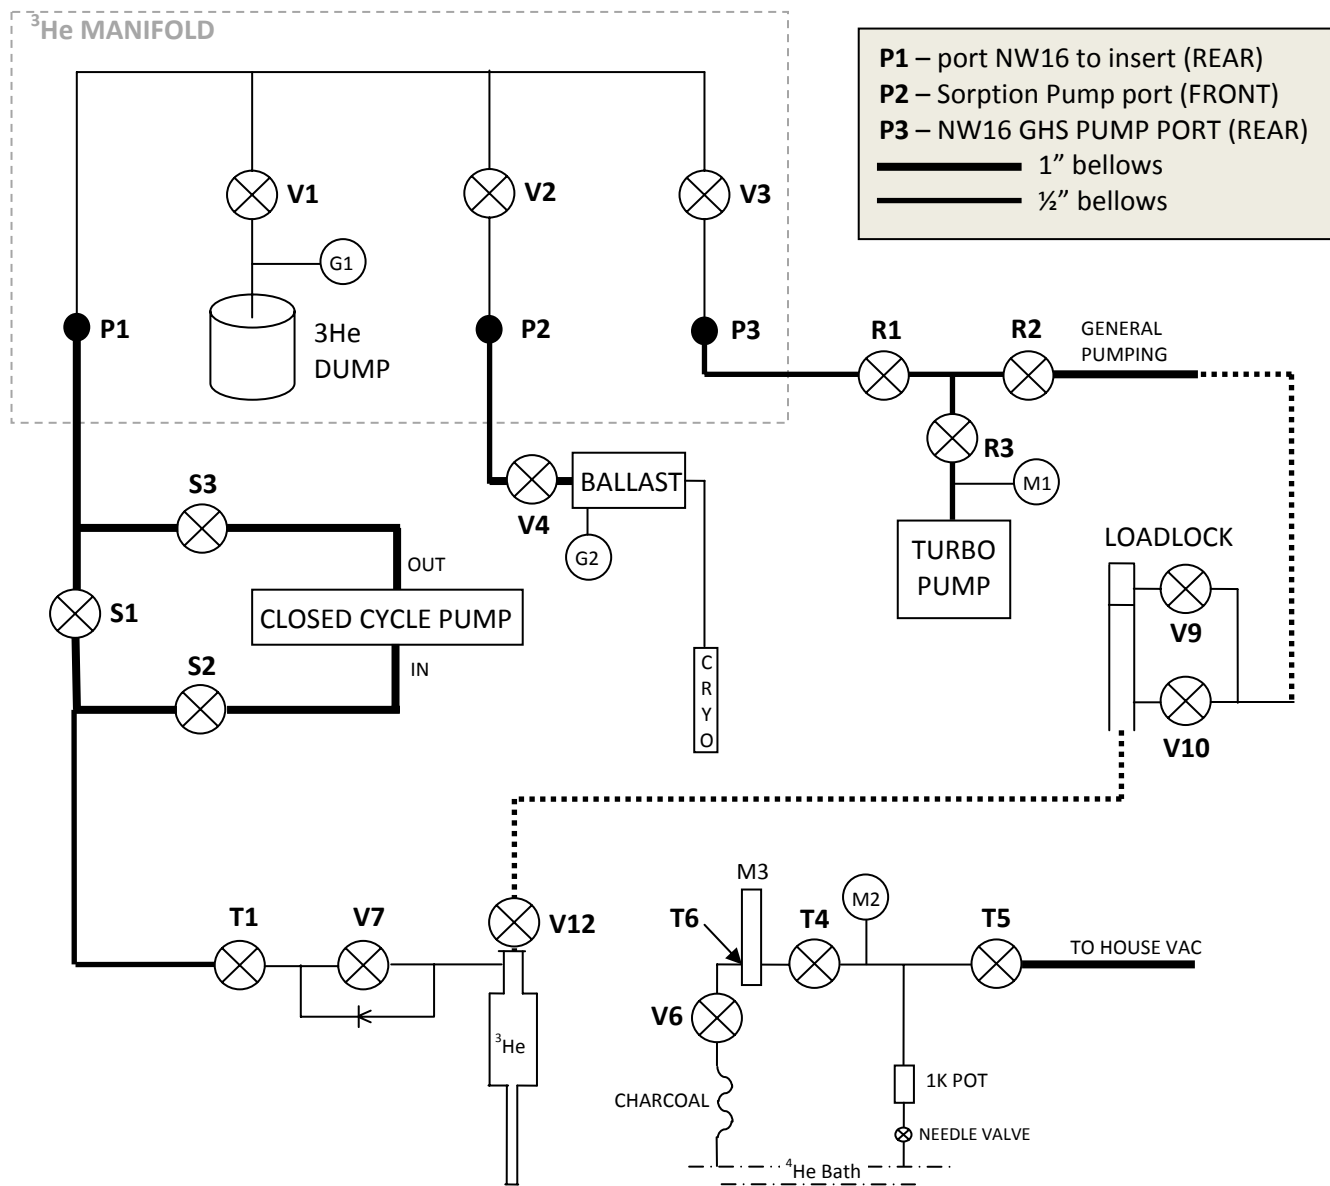 ³He MANIFOLD
P1 – port NW16 to insert (REAR)
P2 – Sorption Pump port (FRONT)
P3 – NW16 GHS PUMP PORT (REAR)
1” bellows
½” bellows
V1
V2
V3
G1
P1
3He
DUMP
P2
P3
R1
R2
GENERAL
PUMPING
R3
M1
S3
V4
BALLAST
G2
OUT
TURBO
PUMP
LOADLOCK
S1
CLOSED CYCLE PUMP
V9
S2
IN
CRYO
V10
M3
M2
T1
V7
V12
T6
T4
T5
TO HOUSE VAC
V6
³He
1K POT
CHARCOAL
NEEDLE VALVE
⁴He Bath